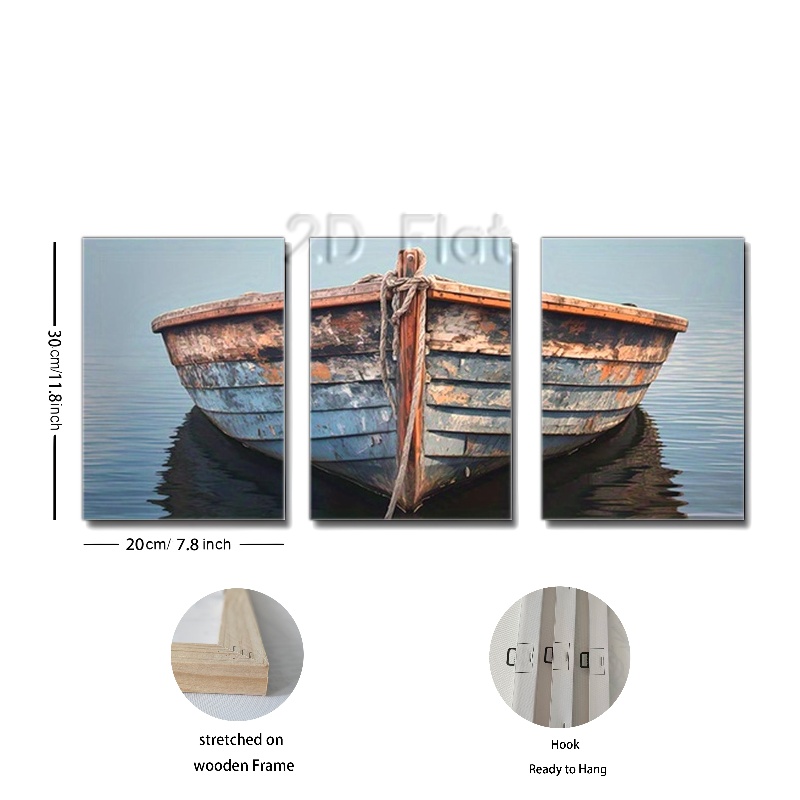 2D Flat
30cm/11.8inch
20cm/ 7.8 inch
stretched on
wooden Frame
Hook
Ready to Hang